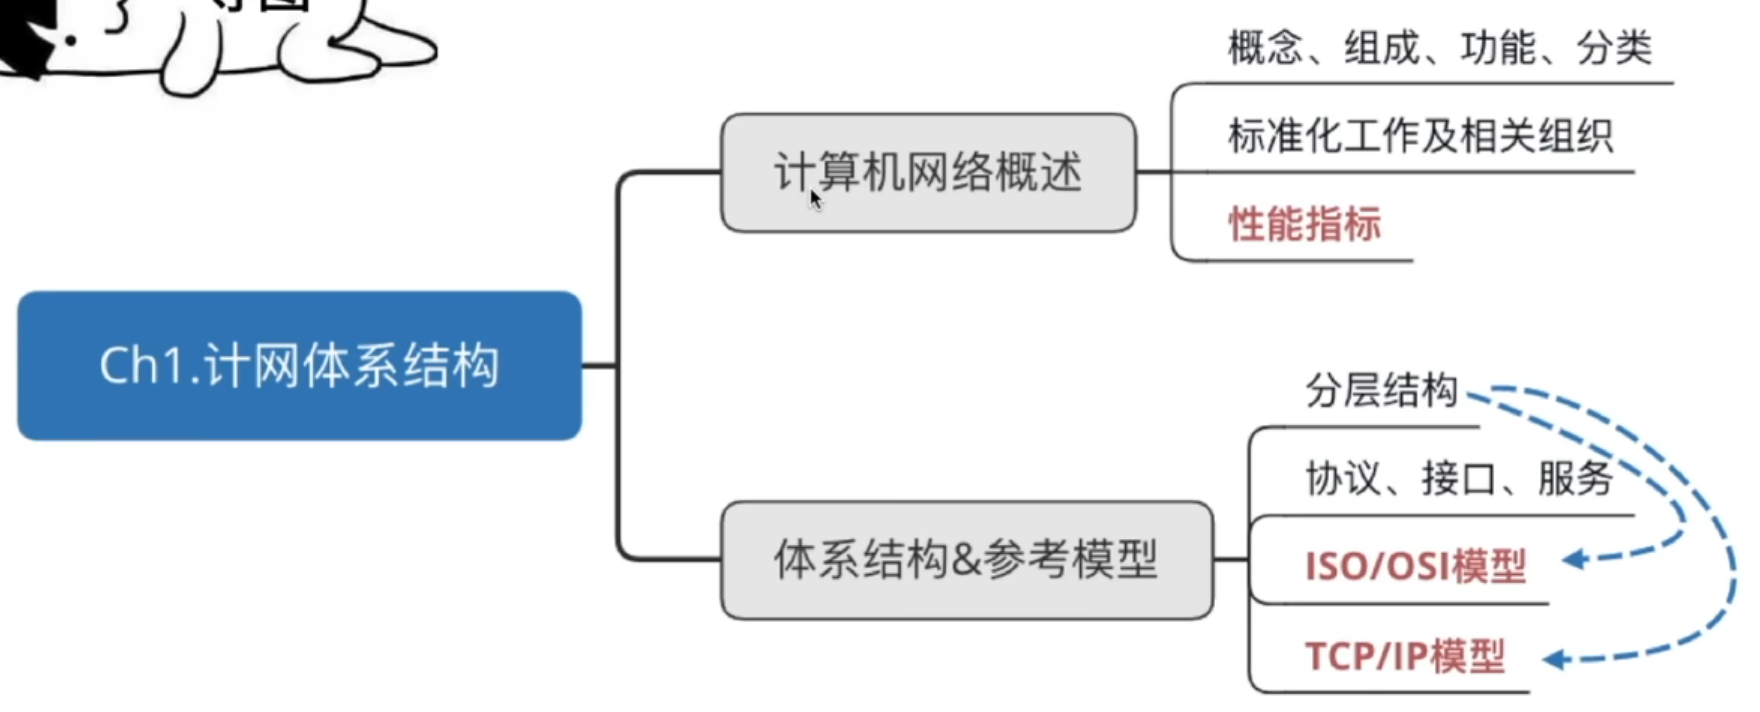 导图
概念、组成、功能、分类
标准化工作及相关组织
计算机网络概述
性能指标
Ch1.计网体系结构
分层结构
协议、接口、服务
体系结构&参考模型
ISO/OSI模型
TCP/IP模型